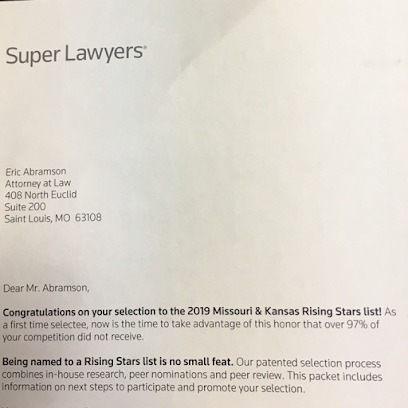 Super Lawyers®
Eric Abramson
Attorney at Law
408 North Euclid
Suite 200
Saint Louis, MO 63108
Dear Mr. Abramson,
Congratulations on your selection to the 2019 Missouri & Kansas Rising Stars list! As
a first time selectee, now is the time to take advantage of this honor that over 97% of
your competition did not receive.
Being named to a Rising Stars list is no small feat. Our patented selection process
combines in-house research, peer nominations and peer review. This packet includes
information on next steps to participate and promote your selection.